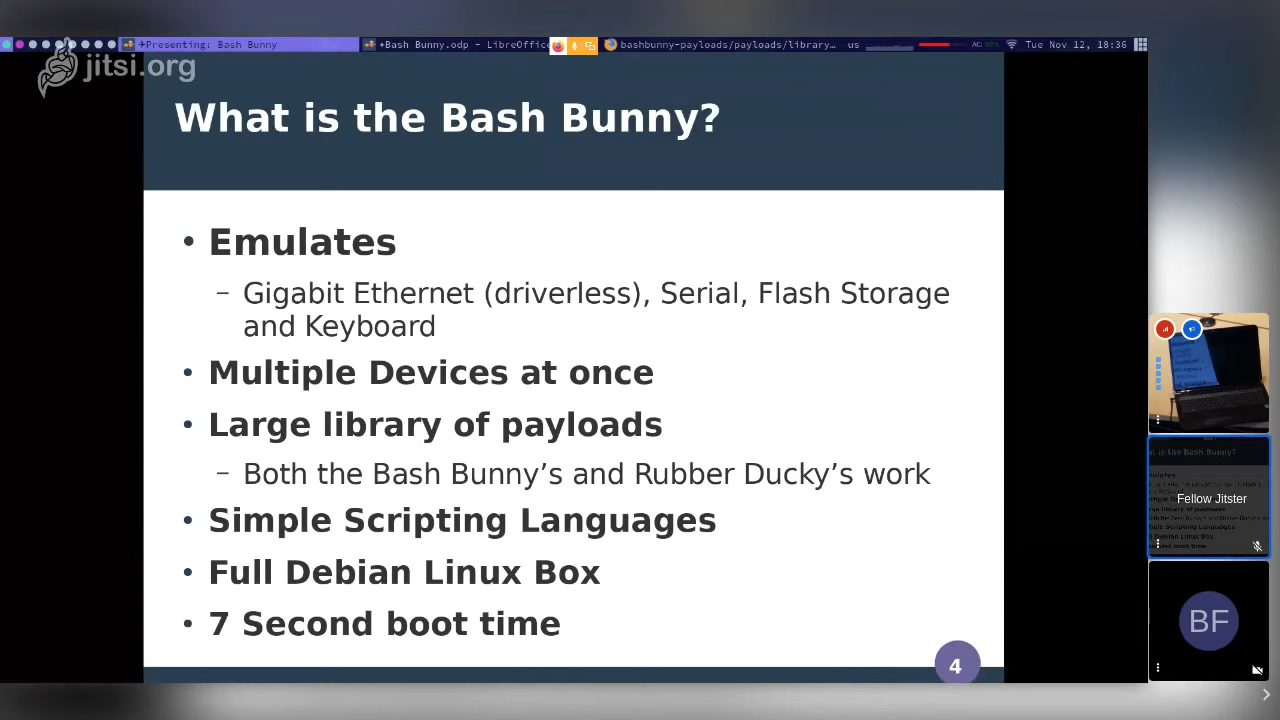 Presenting: Bash Bunny
Bash Bunny.odp - LibreOffice
bashbunny-payloads/payloads/library…
us
AC
Tue Nov 12, 18:36
jitsi.org
What is the Bash Bunny?
• Emulates
– Gigabit Ethernet (driverless), Serial, Flash Storage
and Keyboard
• Multiple Devices at once
• Large library of payloads
– Both the Bash Bunny’s and Rubber Ducky’s work
• Simple Scripting Languages
• Full Debian Linux Box
• 7 Second boot time
4
Fellow Jitster
BF